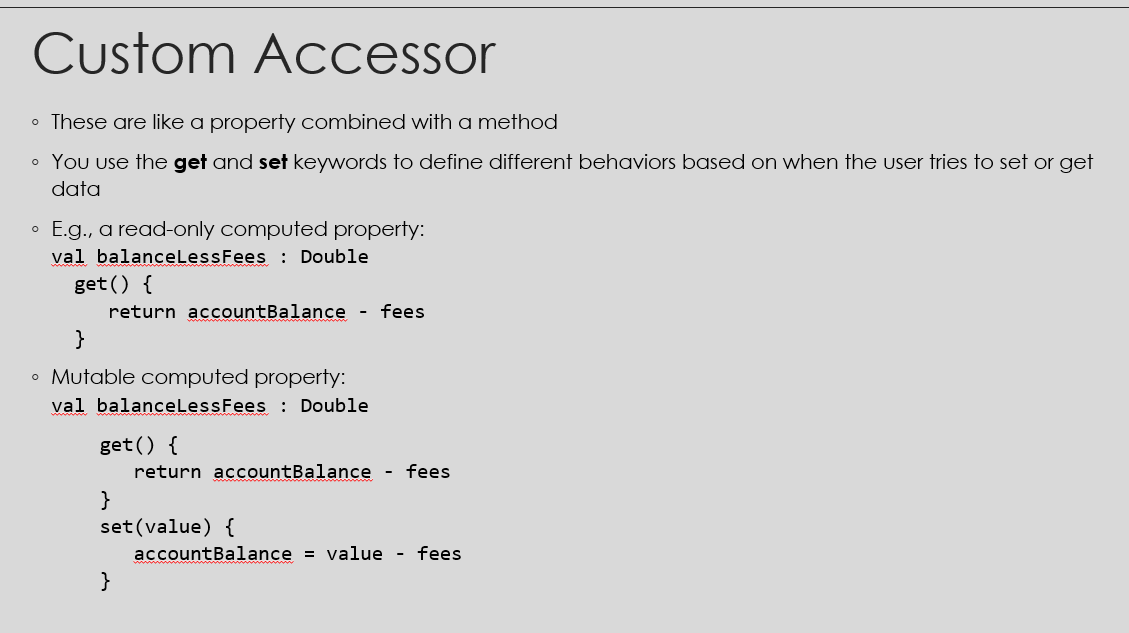 Custom Accessor
◦ These are like a property combined with a method
◦ You use the get and set keywords to define different behaviors based on when the user tries to set or get
data
◦ E.g., a read-only computed property:
val balanceLessFees : Double
get() {
return accountBalance - fees
}
◦ Mutable computed property:
val balanceLessFees : Double
get() {
return accountBalance - fees
}
set(value) {
accountBalance = value - fees
}